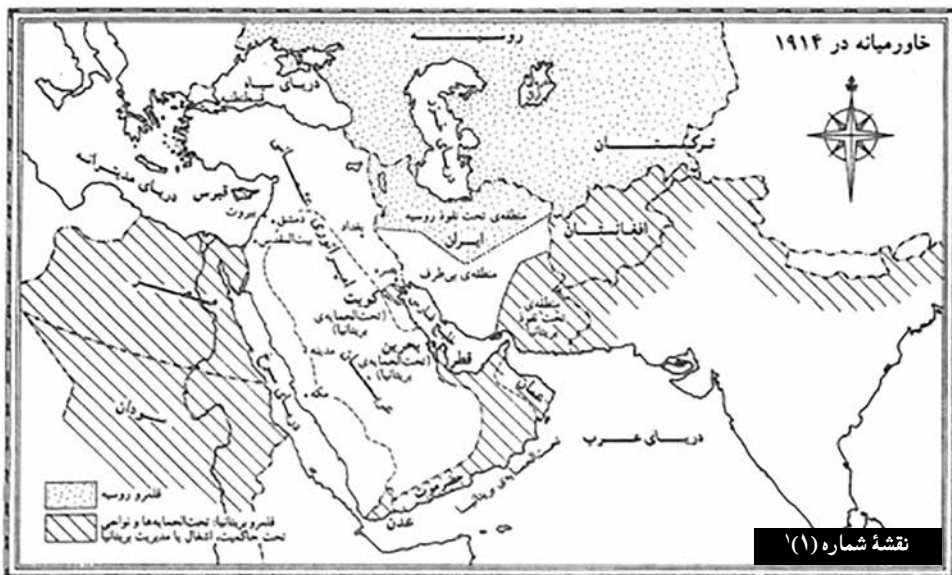 خاورمیانه در ۱۹۱۴
روسیه
دریای سیاه
ترکستان
دریای مدیترانه
قبرس
بیروت
دمشق
بیت‌المقدس
بغداد
منطقه‌ی تحت نفوذ روسیه
ایران
افغانستان
منطقه‌ی بی‌طرف
بصره
کویت
(تحت‌الحمایه‌ی
بریتانیا)
منطقه‌ی
تحت نفوذ
بریتانیا
بحرین
(تحت‌الحمایه‌ی
بریتانیا)
قطر
مدینه
مکه
عمان
سودان
دریای عرب
حضرموت
عدن
قلمرو روسیه
قلمرو بریتانیا: تحت‌الحمایه‌ها و نواحی
تحت حاکمیت، اشغال یا مدیریت بریتانیا
نقشهٔ شماره (۱)۱